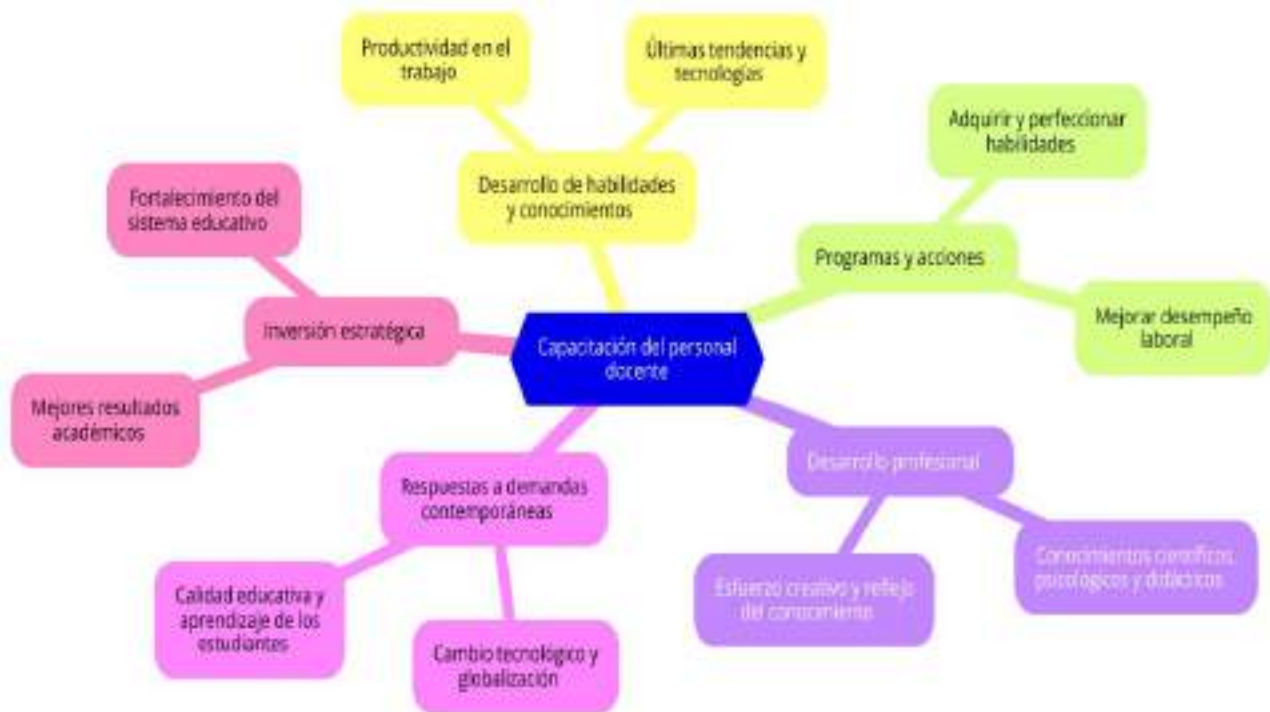 Productividad en el
trabajo
Últimas tendencias y
tecnologías
Desarrollo de habilidades
y conocimientos
Adquirir y perfeccionar
habilidades
Programas y acciones
Mejorar desempeño
laboral
Fortalecimiento del
sistema educativo
Inversión estratégica
Mejores resultados
académicos
Capacitación del personal
docente
Desarrollo profesional
Esfuerzo creativo y reflejo
del conocimiento
Conocimientos científicos,
psicológicos y didácticos
Respuestas a demandas
contemporáneas
Calidad educativa y
aprendizaje de los
estudiantes
Cambio tecnológico y
globalización